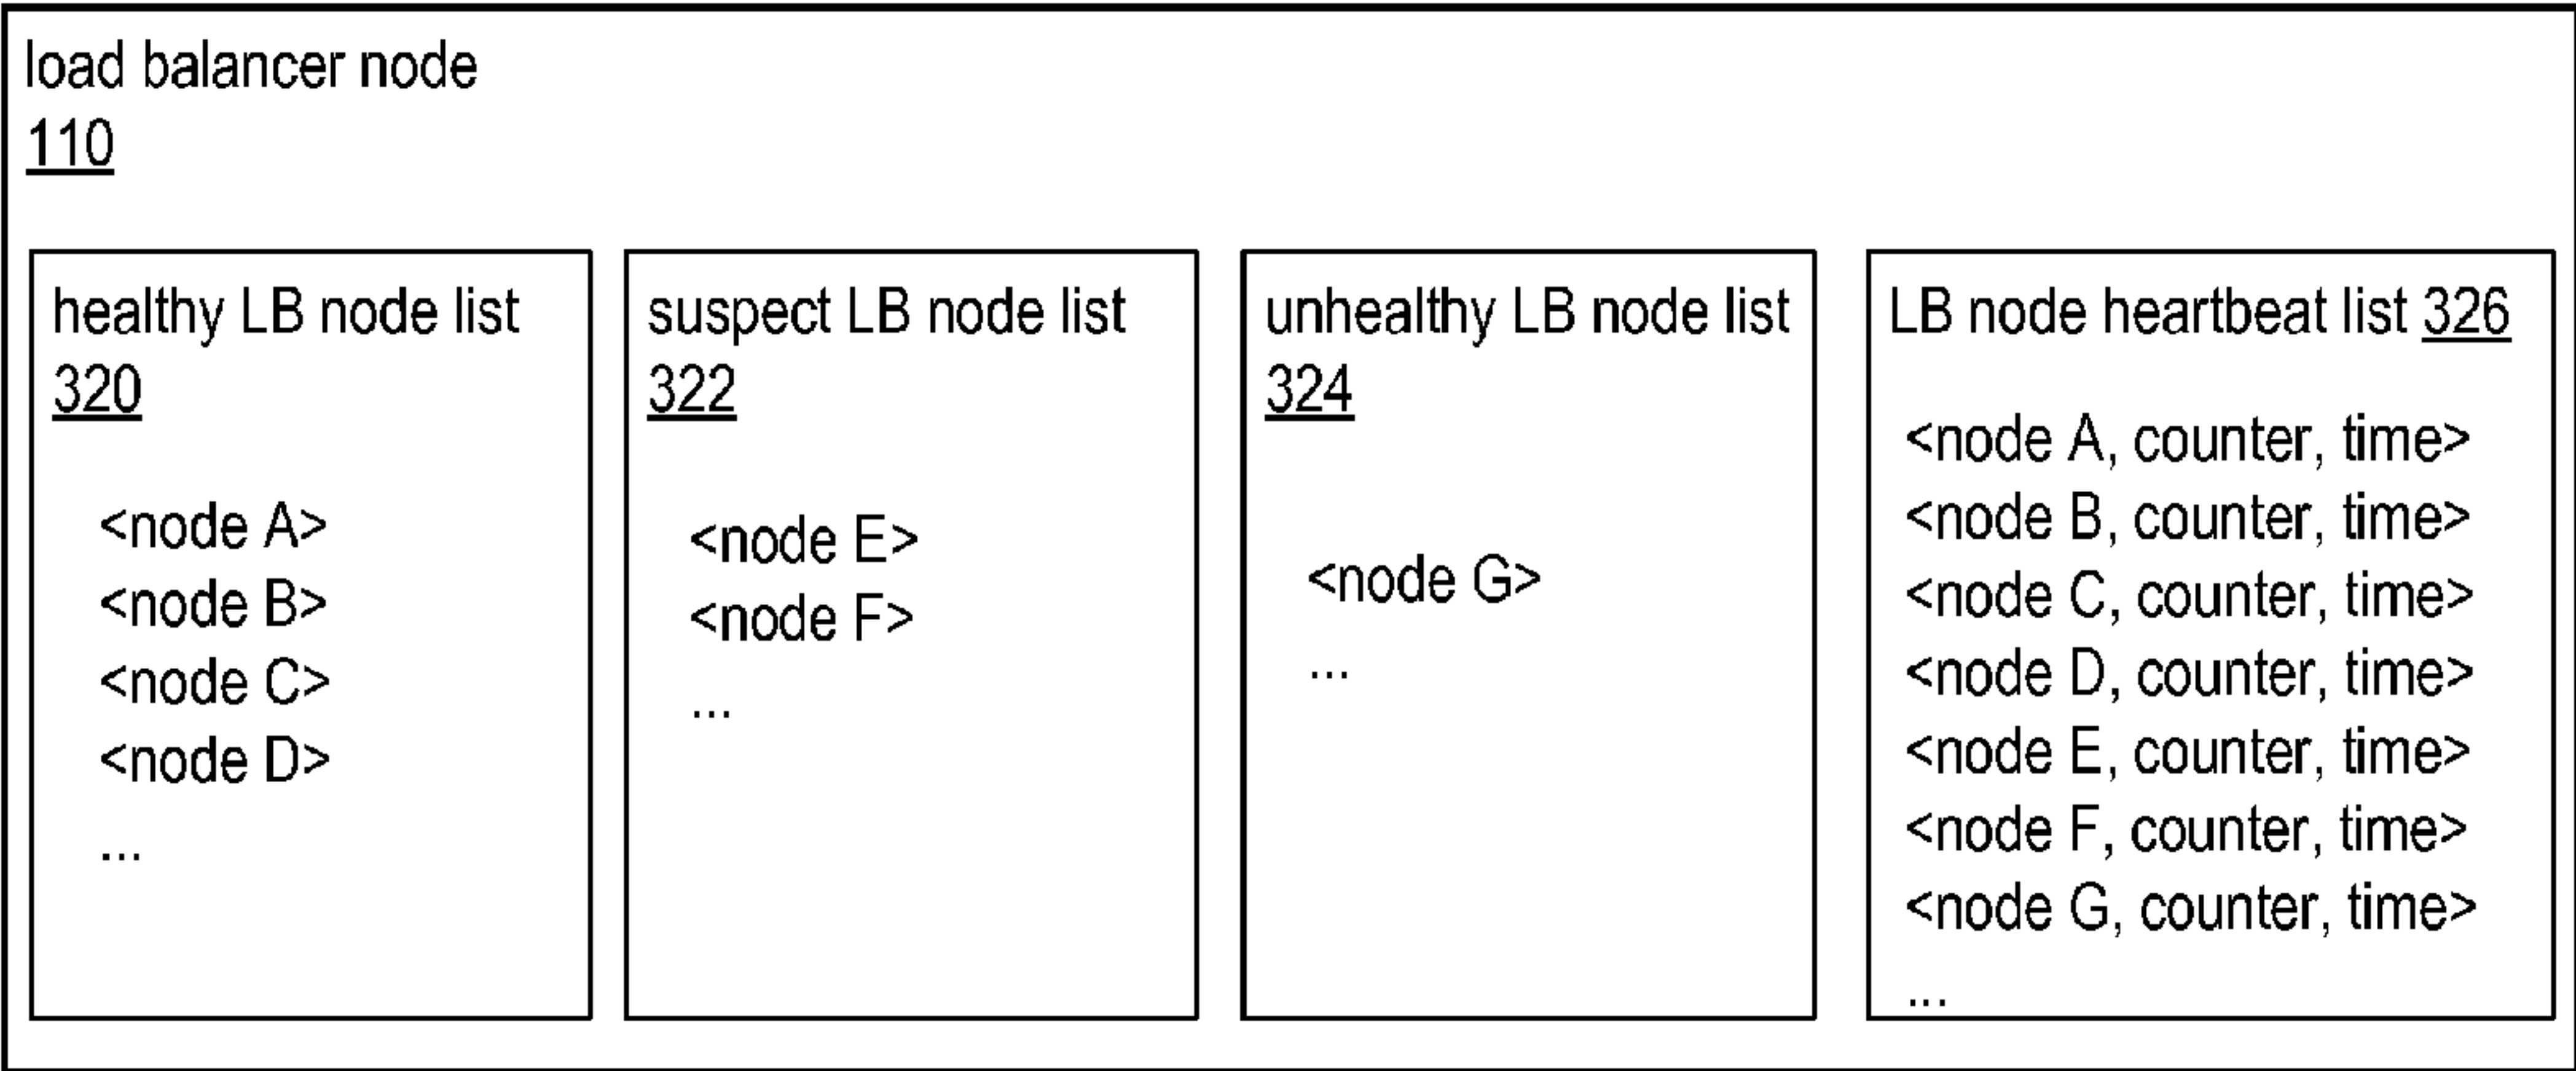 load balancer node
110
healthy LB node list
320
<node A>
<node B>
<node C>
<node D>
...
suspect LB node list
322
<node E>
<node F>
...
unhealthy LB node list
324
<node G>
...
LB node heartbeat list 326
<node A, counter, time>
<node B, counter, time>
<node C, counter, time>
<node D, counter, time>
<node E, counter, time>
<node F, counter, time>
<node G, counter, time>
...